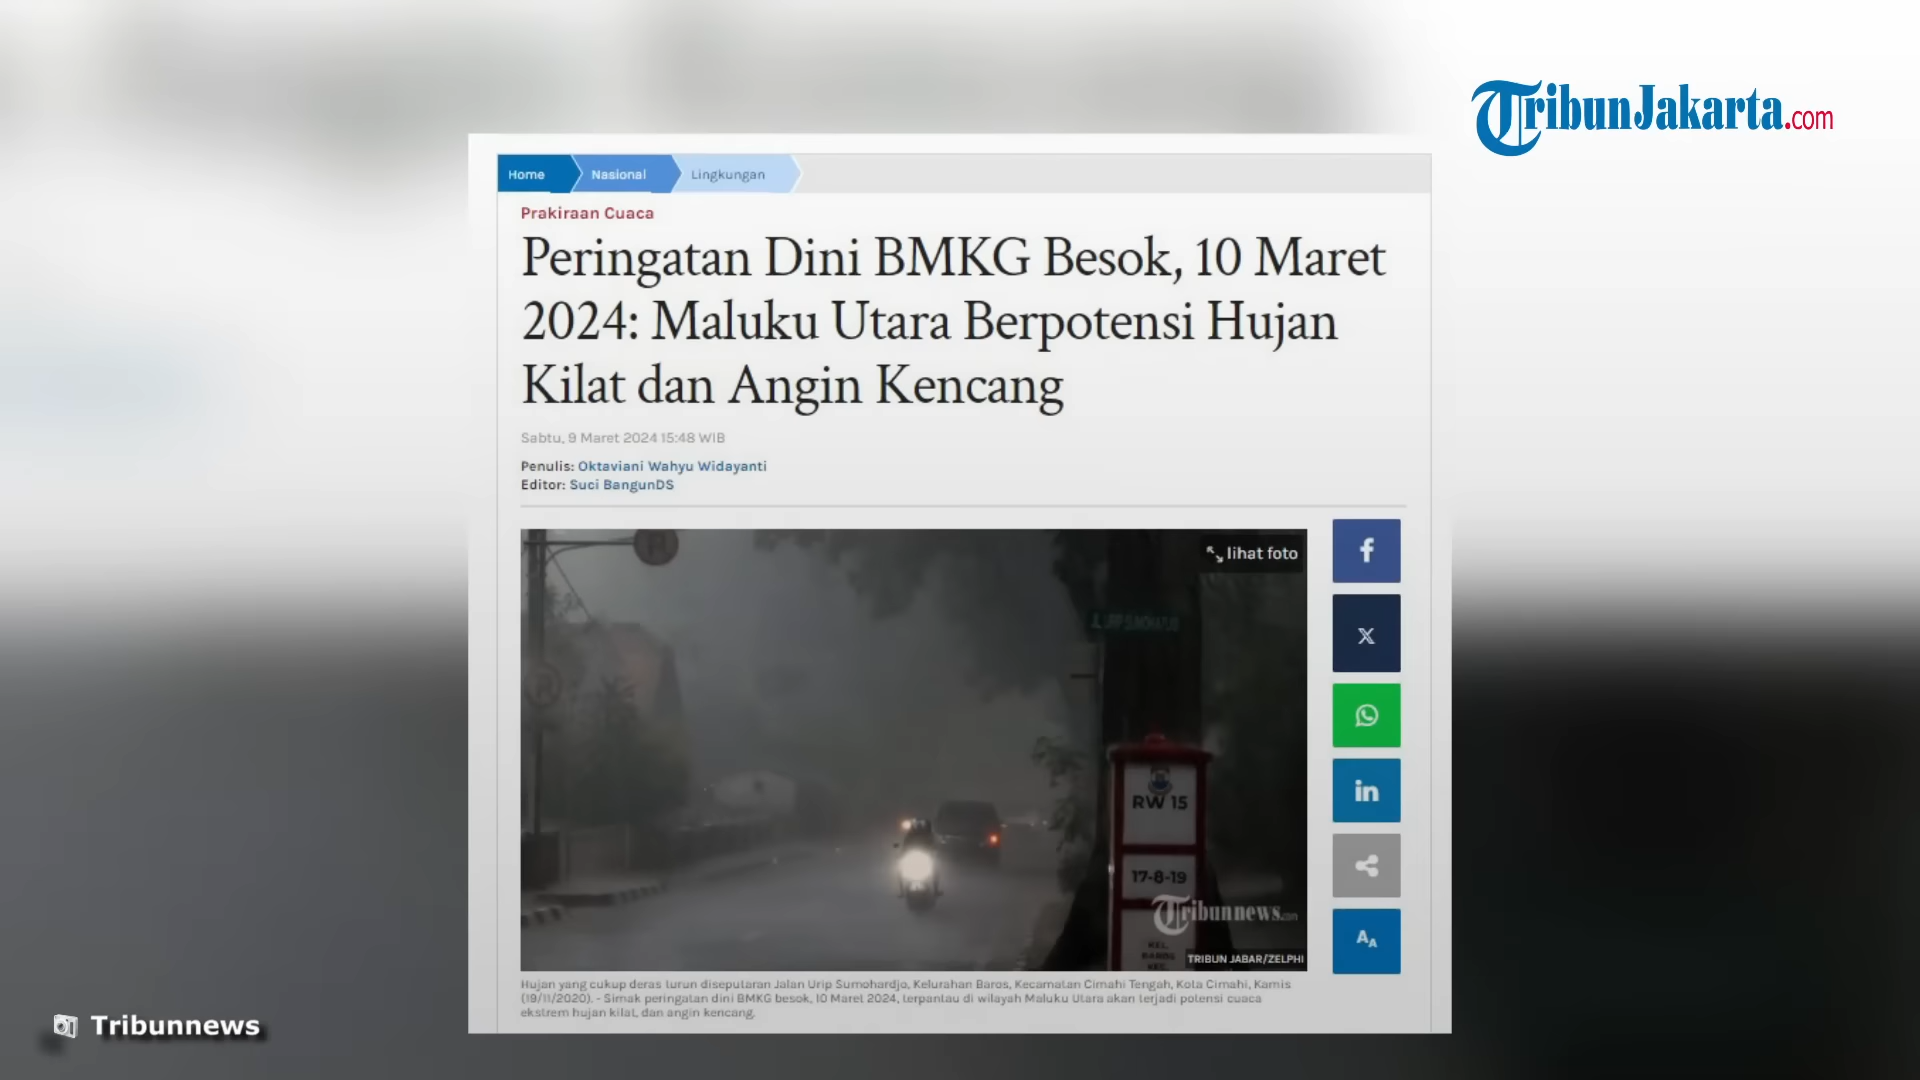 TribunJakarta.com
Home
Nasional
Lingkungan
Prakiraan Cuaca
Peringatan Dini BMKG Besok, 10 Maret
2024: Maluku Utara Berpotensi Hujan
Kilat dan Angin Kencang
Sabtu, 9 Maret 2024 15:48 WIB
Penulis: Oktaviani Wahyu Widayanti
Editor: Suci BangunDS
lihat foto
RW 15
17-8-19
Tribunnews.com
KEL.
TRIBUN JABAR/ZELPHI
Hujan yang cukup deras turun diseputaran Jalan Urip Sumohardjo, Kelurahan Baros, Kecamatan Cimahi Tengah, Kota Cimahi, Kamis
(19/11/2020). - Simak peringatan dini BMKG besok, 10 Maret 2024, terpantau di wilayah Maluku Utara akan terjadi potensi cuaca
ekstrem hujan kilat, dan angin kencang.
Tribunnews